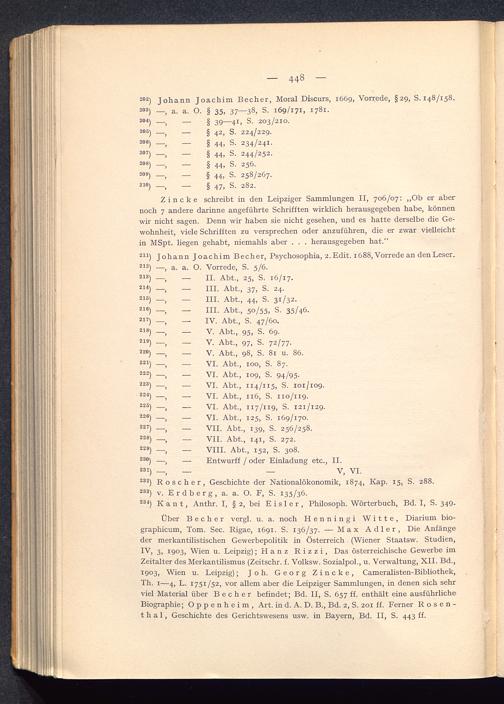 — 448 —
202) Johann Joachim Becher, Moral Discurs, 1669, Vorrede, § 29, S. 148/158.
203) —, a. a. O. § 35, 37—38, S. 169/171, 1781.
204) —, — § 39—41, S. 203/210.
205) —, — § 42, S. 224/229.
206) —, — § 44, S. 234/241.
207) —, — § 44, S. 244/252.
208) —, — § 44, S. 256.
209) —, — § 44, S. 258/267.
210) —, — § 47, S. 282.
Zincke schreibt in den Leipziger Sammlungen II, 706/07: „Ob er aber
noch 7 andere darinne angeführte Schrifften wirklich herausgegeben habe, können
wir nicht sagen. Denn wir haben sie nicht gesehen, und es hatte derselbe die Ge-
wohnheit, viele Schrifften zu versprechen oder anzuführen, die er zwar vielleicht
in MSpt. liegen gehabt, niemahls aber . . . herausgegeben hat.“
211) Johann Joachim Becher, Psychosophia, 2. Edit. 1688, Vorrede an den Leser.
212) —, a. a. O. Vorrede, S. 5/6.
213) —, — II. Abt., 25, S. 16/17.
214) —, — III. Abt., 37, S. 24.
215) —, — III. Abt., 44, S. 31/32.
216) —, — III. Abt., 50/55, S. 35/46.
217) —, — IV. Abt., S. 47/60.
218) —, — V. Abt., 95, S. 69.
219) —, — V. Abt., 97, S. 72/77.
220) —, — V. Abt., 98, S. 81 u. 86.
221) —, — VI. Abt., 100, S. 87.
222) —, — VI. Abt., 109, S. 94/95.
223) —, — VI. Abt., 114/115, S. 101/109.
224) —, — VI. Abt., 116, S. 110/119.
225) —, — VI. Abt., 117/119, S. 121/129.
226) —, — VI. Abt., 125, S. 169/170.
227) —, — VII. Abt., 139, S. 256/258.
228) —, — VII. Abt., 141, S. 272.
229) —, — VIII. Abt., 152, S. 308.
230) —, — Entwurff / oder Einladung etc., II.
231) —, — — V, VI.
232) Roscher, Geschichte der Nationalökonomie, 1874, Kap. 15, S. 288.
233) v. Erdberg, a. a. O. F, S. 135/36.
234) Kant, Anthr. I, § 2, bei Eisler, Philosoph. Wörterbuch, Bd. I, S. 349.
Über Becher vergl. u. a. noch Henningi Witte, Diarium bio-
graphicum, Tom. Sec. Rigae, 1691. S. 136/37. — Max Adler, Die Anfänge
der merkantilistischen Gewerbepolitik in Österreich (Wiener Staatsw. Studien,
IV, 3, 1903, Wien u. Leipzig); Hanz Rizzi, Das österreichische Gewerbe im
Zeitalter des Merkantilismus (Zeitschr. f. Volksw. Sozialpol., u. Verwaltung, XII. Bd.,
1903, Wien u. Leipzig); Joh. Georg Zincke, Cameralisten-Bibliothek,
Th. 1—4, L. 1751/52, vor allem aber die Leipziger Sammlungen, in denen sich sehr
viel Material über Becher befindet; Bd. II, S. 657 ff. enthält eine ausführliche
Biographie; Oppenheim, Art. in d. A. D. B., Bd. 2, S. 201 ff. Ferner Rosen-
thal, Geschichte des Gerichtswesens usw. in Bayern, Bd. II, S. 443 ff.